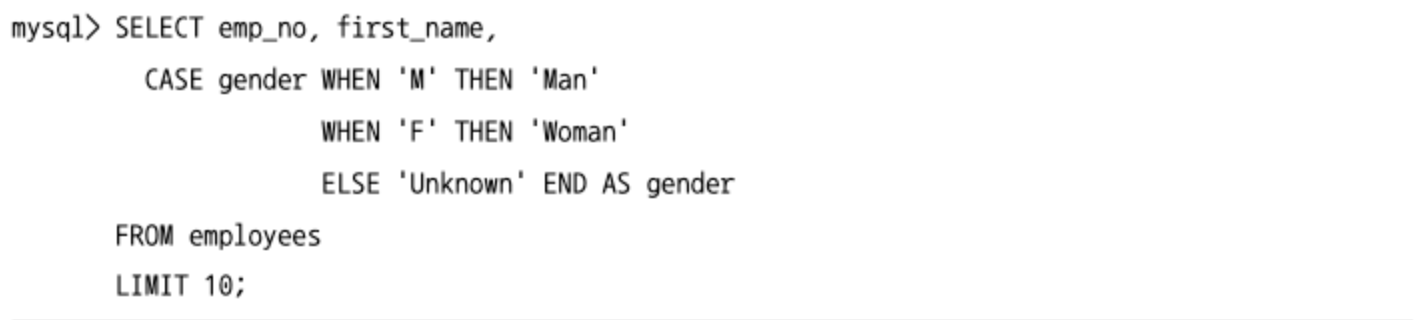 mysql> SELECT emp_no, first_name,
CASE gender WHEN 'M' THEN 'Man'
WHEN 'F' THEN 'Woman'
ELSE 'Unknown' END AS gender
FROM employees
LIMIT 10;